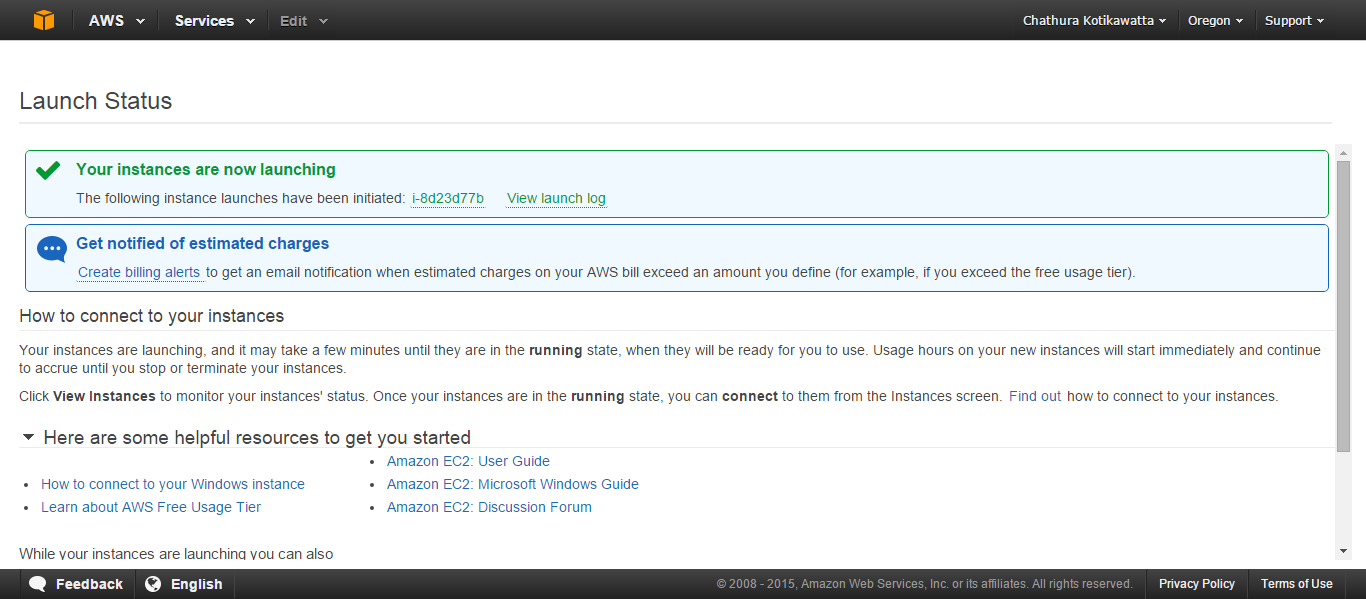 AWS Services Edit Chathura Kotikawatta Oregon Support
Launch Status
Your instances are now launching
The following instance launches have been initiated: i-8d23d77b View launch log
Get notified of estimated charges
Create billing alerts to get an email notification when estimated charges on your AWS bill exceed an amount you define (for example, if you exceed the free usage tier).
How to connect to your instances
Your instances are launching, and it may take a few minutes until they are in the running state, when they will be ready for you to use. Usage hours on your new instances will start immediately and continue
to accrue until you stop or terminate your instances.
Click View Instances to monitor your instances' status. Once your instances are in the running state, you can connect to them from the Instances screen. Find out how to connect to your instances.
Here are some helpful resources to get you started
• How to connect to your Windows instance
• Learn about AWS Free Usage Tier
• Amazon EC2: User Guide
• Amazon EC2: Microsoft Windows Guide
• Amazon EC2: Discussion Forum
While your instances are launching you can also
Feedback English © 2008 - 2015, Amazon Web Services, Inc. or its affiliates. All rights reserved. Privacy Policy Terms of Use